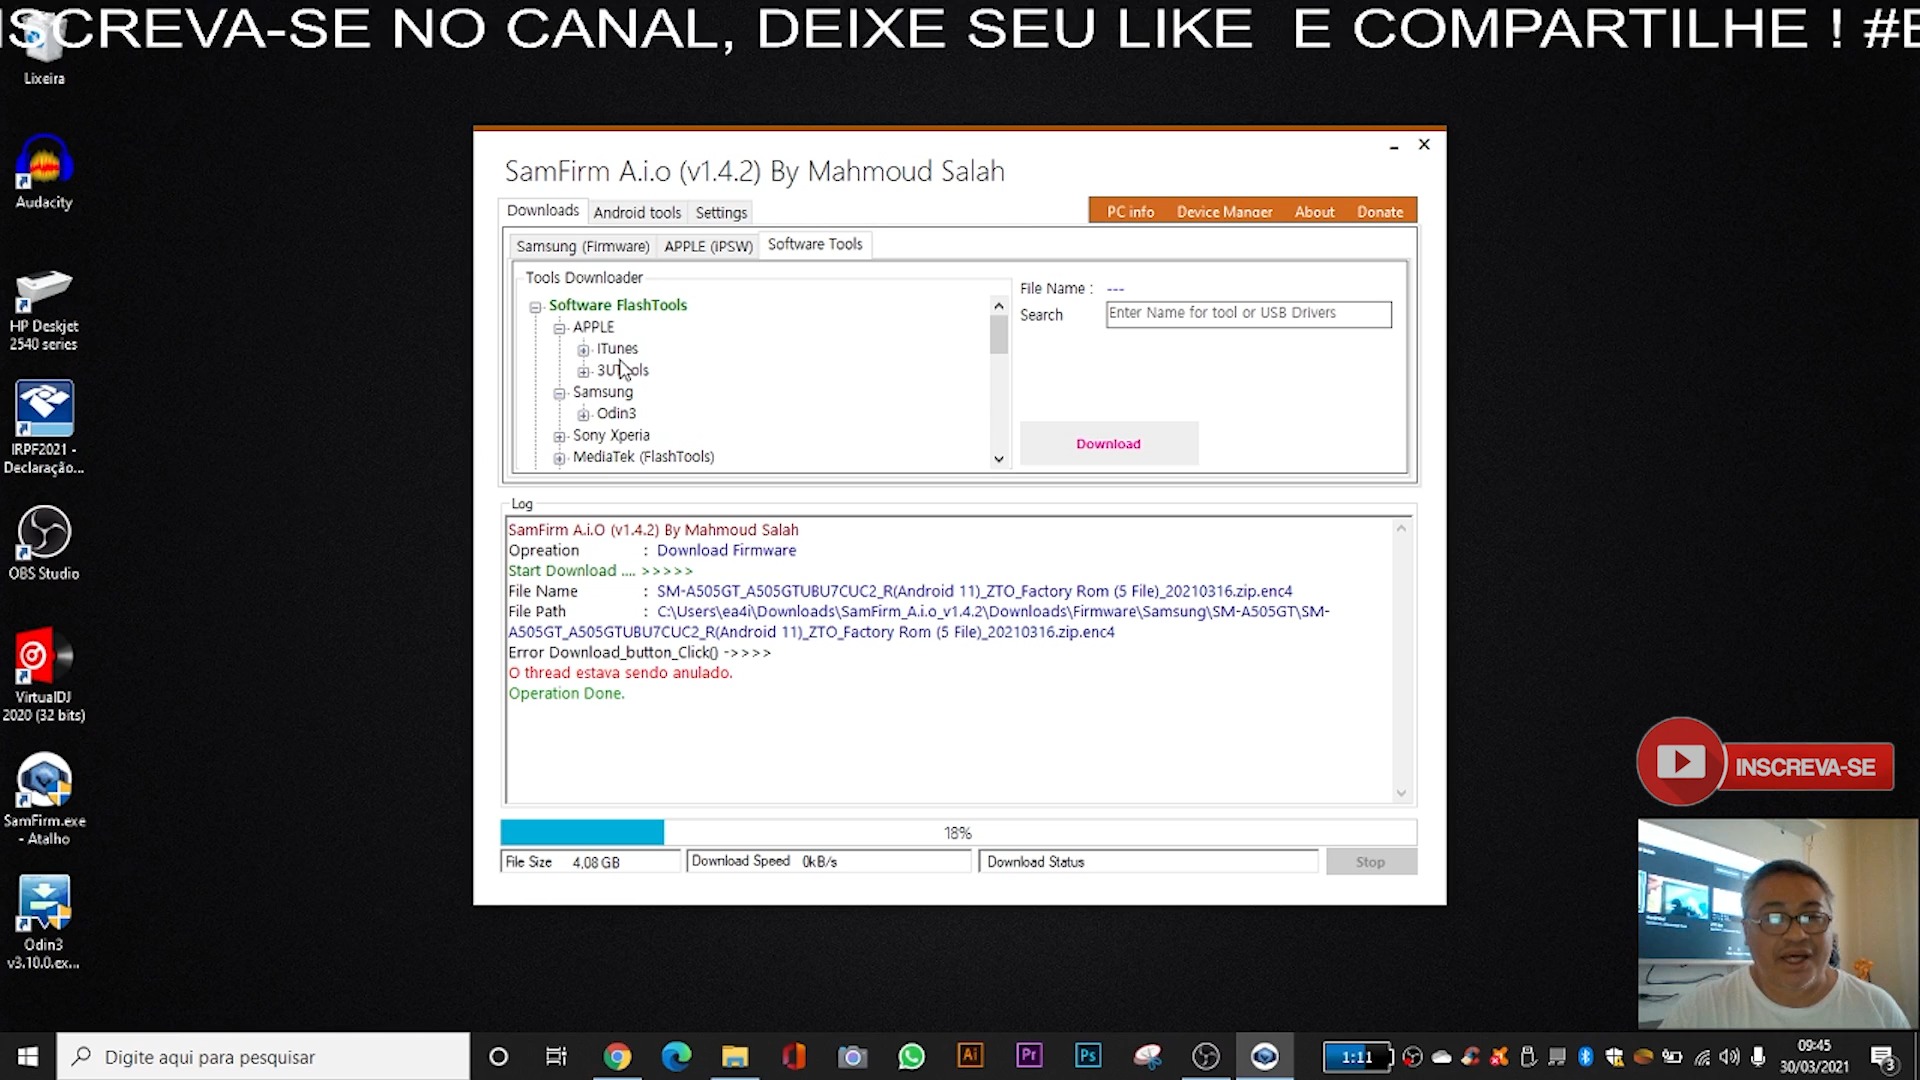 NSCREVA-SE NO CANAL, DEIXE SEU LIKE E COMPARTILHE ! #E
Lixeira
Audacity
HP Deskjet
2540 series
IRPF2021 -
Declaração...
OBS Studio
VirtualDJ
2020 (32 bits)
SamFirm.exe
- Atalho
Odin3
v3.10.0.ex...
SamFirm A.i.o (v1.4.2) By Mahmoud Salah
Downloads Android tools Settings
PC info Device Manger About Donate
Samsung (Firmware) APPLE (iPSW) Software Tools
Tools Downloader
Software FlashTools
APPLE
ITunes
3UTools
Samsung
Odin3
Sony Xperia
MediaTek (FlashTools)
File Name : ---
Search Enter Name for tool or USB Drivers
Download
Log
SamFirm A.i.O (v1.4.2) By Mahmoud Salah
Opreation : Download Firmware
Start Download .... >>>>>
File Name : SM-A505GT_A505GTUBU7CUC2_R(Android 11)_ZTO_Factory Rom (5 File)_20210316.zip.enc4
File Path : C:\Users\ea4i\Downloads\SamFirm_A.i.o_v1.4.2\Downloads\Firmware\Samsung\SM-A505GT\SM-
A505GT_A505GTUBU7CUC2_R(Android 11)_ZTO_Factory Rom (5 File)_20210316.zip.enc4
Error Download_button_Click() ->>>>
O thread estava sendo anulado.
Operation Done.
18%
File Size 4,08 GB Download Speed 0kB/s Download Status Stop
INSCREVA-SE
Digite aqui para pesquisar
Ai
Pr
Ps
1:11
09:45
30/03/2021
3